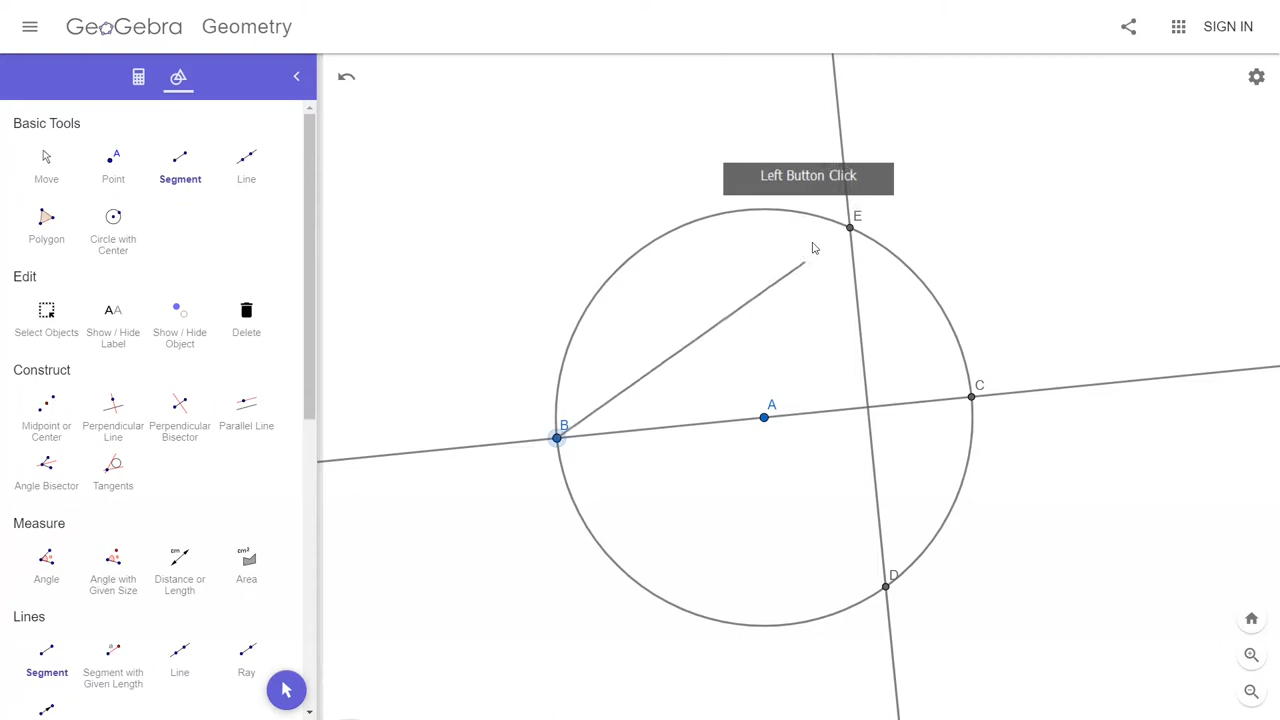 GeoGebra Geometry SIGN IN
Basic Tools
Move Point Segment Line
Polygon Circle with
Center
Edit
Select Objects Show / Hide Show / Hide Delete
Label Object
Construct
Midpoint or Perpendicular Perpendicular Parallel Line
Center Line Bisector
Angle Bisector Tangents
Measure
cm cm²
Angle Angle with Distance or Area
Given Size Length
Lines
Segment Segment with Line Ray
Given Length
A
AA
Left Button Click
E
C
A
B
D